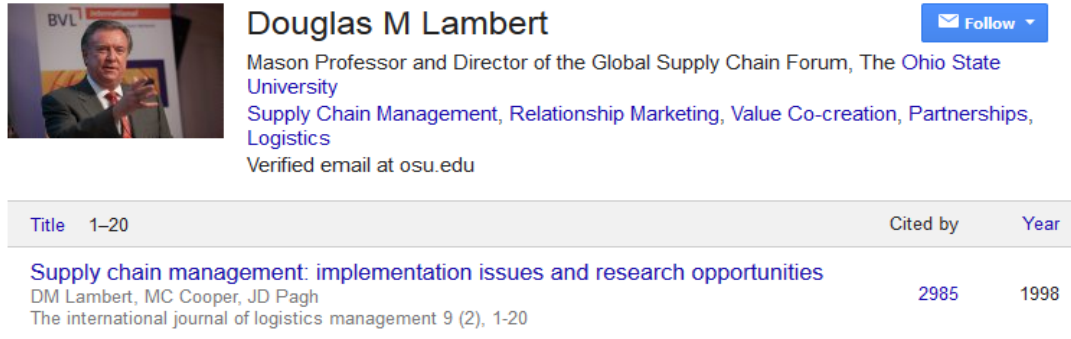 BVL International
Douglas M Lambert
Follow
Mason Professor and Director of the Global Supply Chain Forum, The Ohio State
University
Supply Chain Management, Relationship Marketing, Value Co-creation, Partnerships,
Logistics
Verified email at osu.edu
Title 1–20 Cited by Year
Supply chain management: implementation issues and research opportunities
DM Lambert, MC Cooper, JD Pagh
The international journal of logistics management 9 (2), 1-20
2985 1998